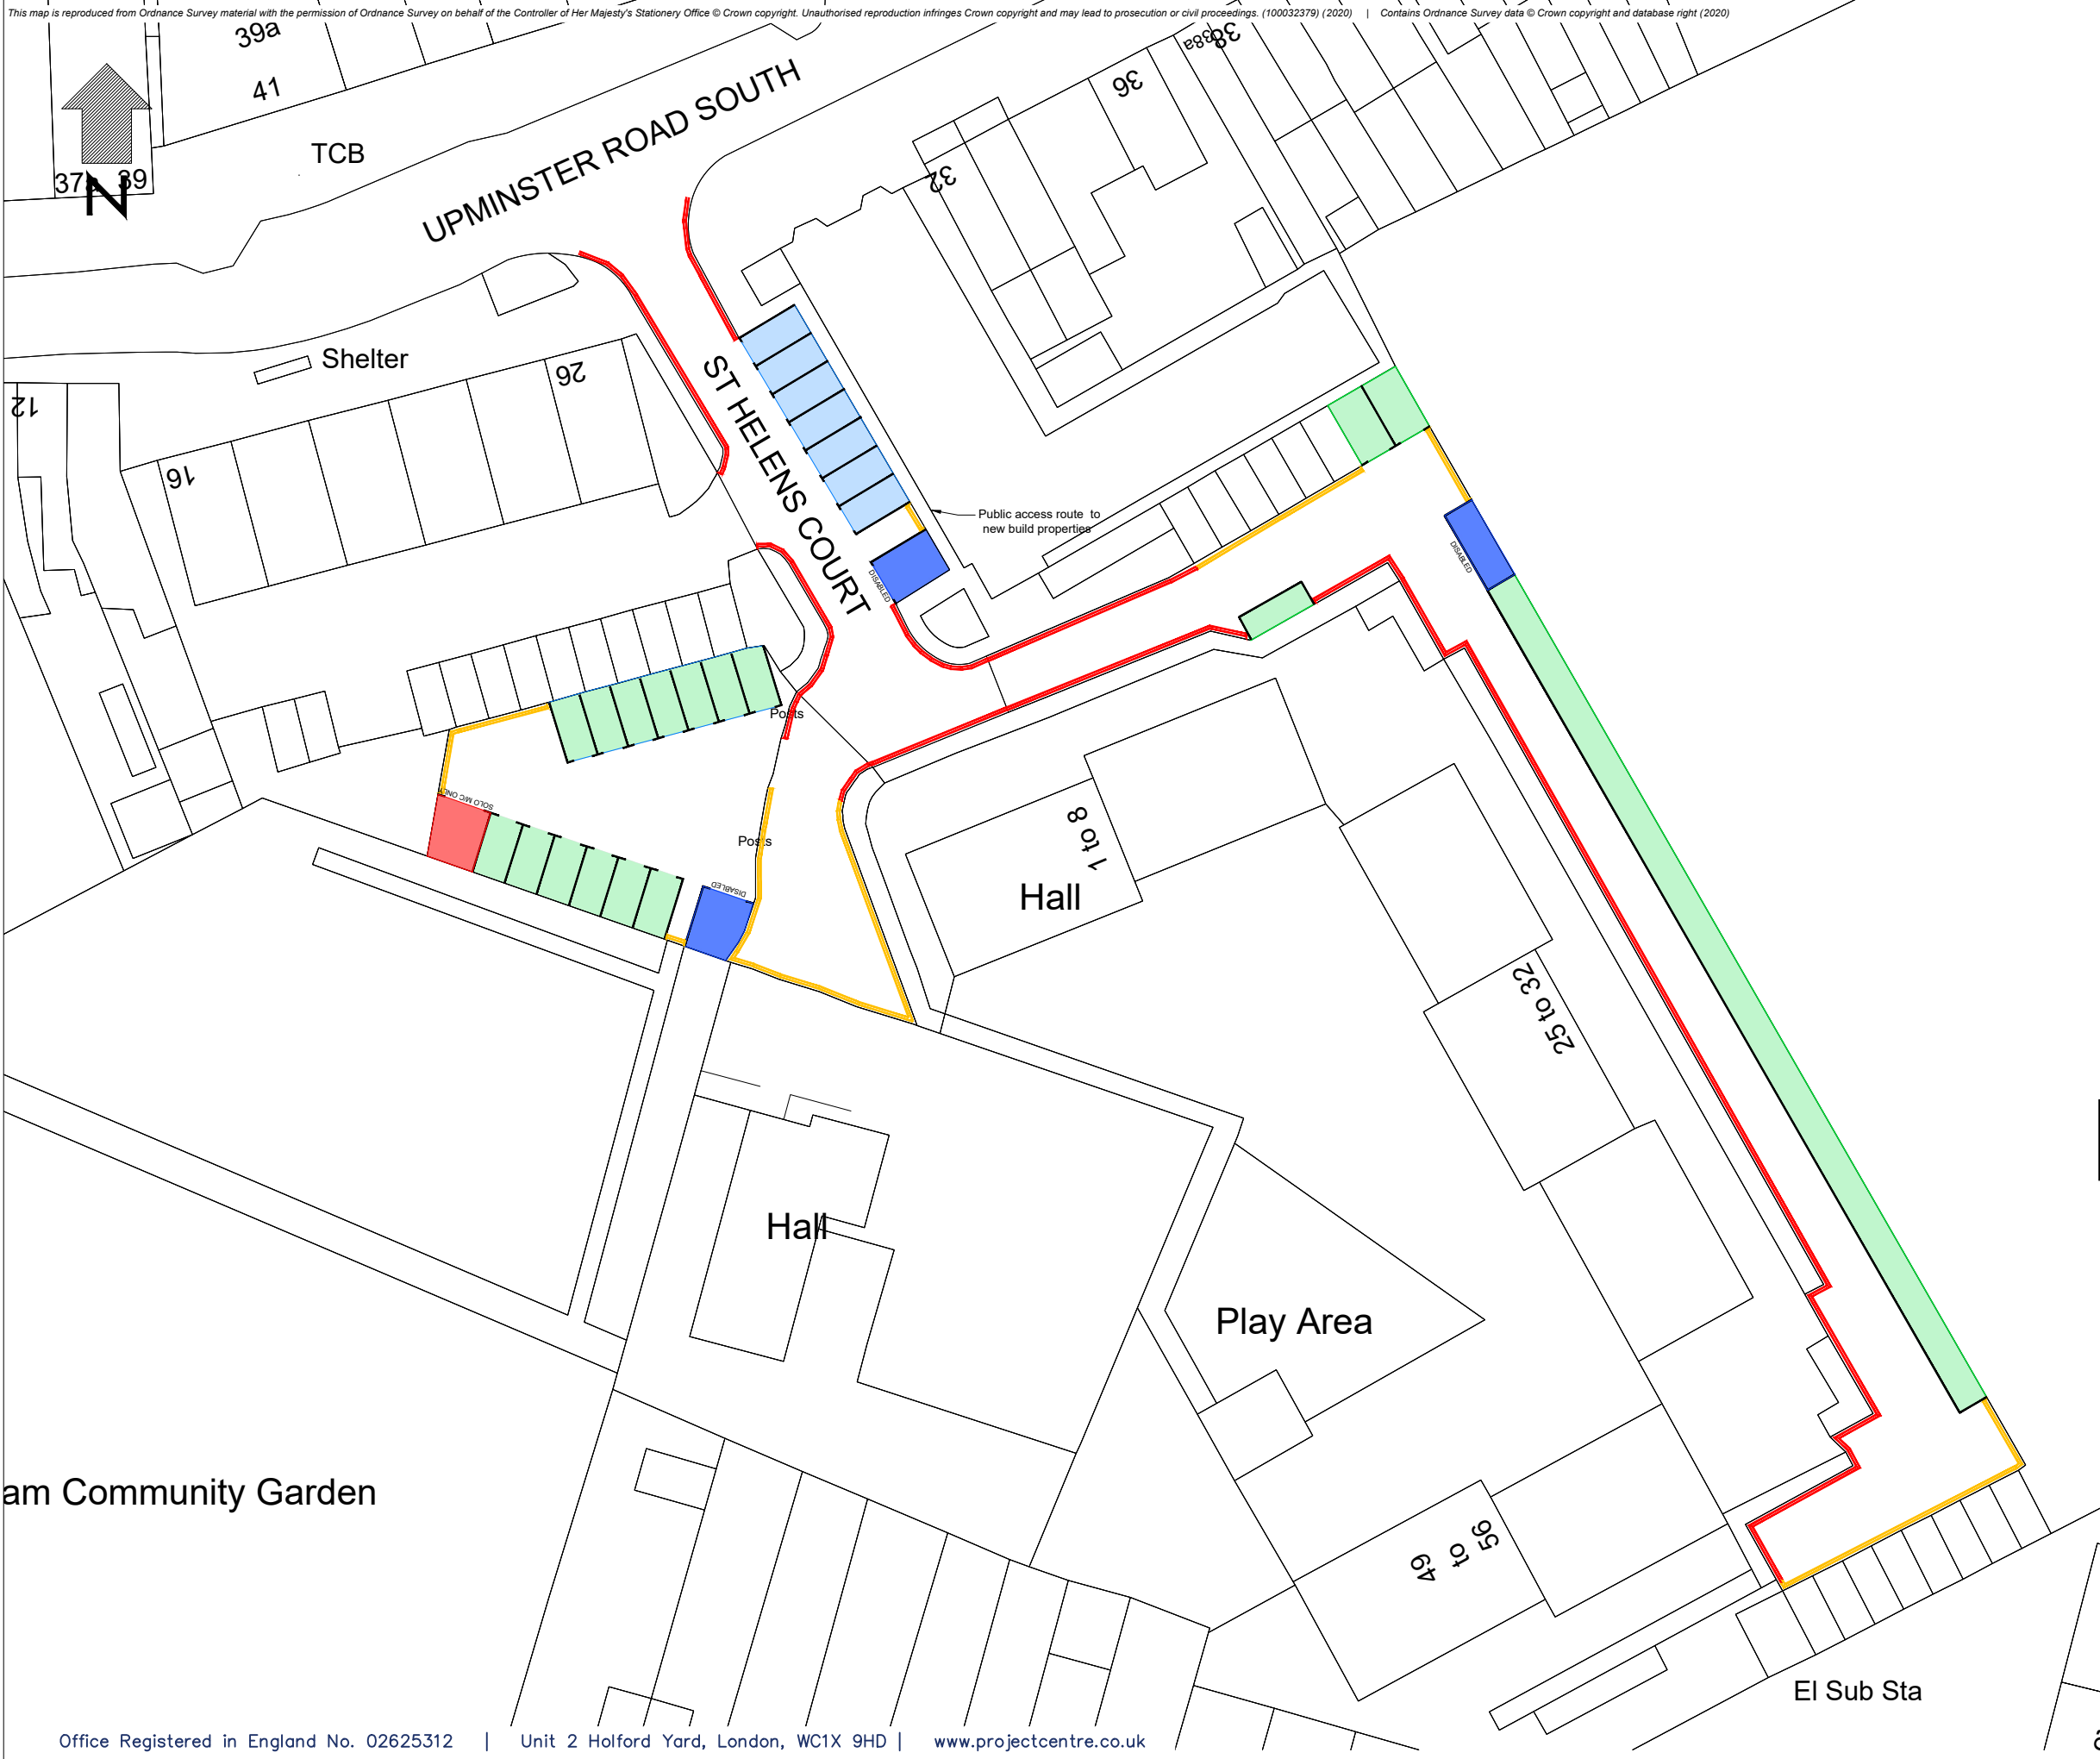 This map is reproduced from Ordnance Survey material with the permission of Ordnance Survey on behalf of the Controller of Her Majesty's Stationery Office © Crown copyright. Unauthorised reproduction infringes Crown copyright and may lead to prosecution or civil proceedings. (100032379) (2020) | Contains Ordnance Survey data © Crown copyright and database right (2020)
39a
41
TCB
39
N
UPMINSTER ROAD SOUTH
38a
38
36
32
Shelter
26
12
16
ST HELENS COURT
Public access route to
new build properties
DISABLED
DISABLED
Posts
SOLO M/C ONLY
Posts
DISABLED
1 to 8
Hall
25 to 32
Hall
Play Area
am Community Garden
49
to
56
El Sub Sta
Office Registered in England No. 02625312 | Unit 2 Holford Yard, London, WC1X 9HD | www.projectcentre.co.uk